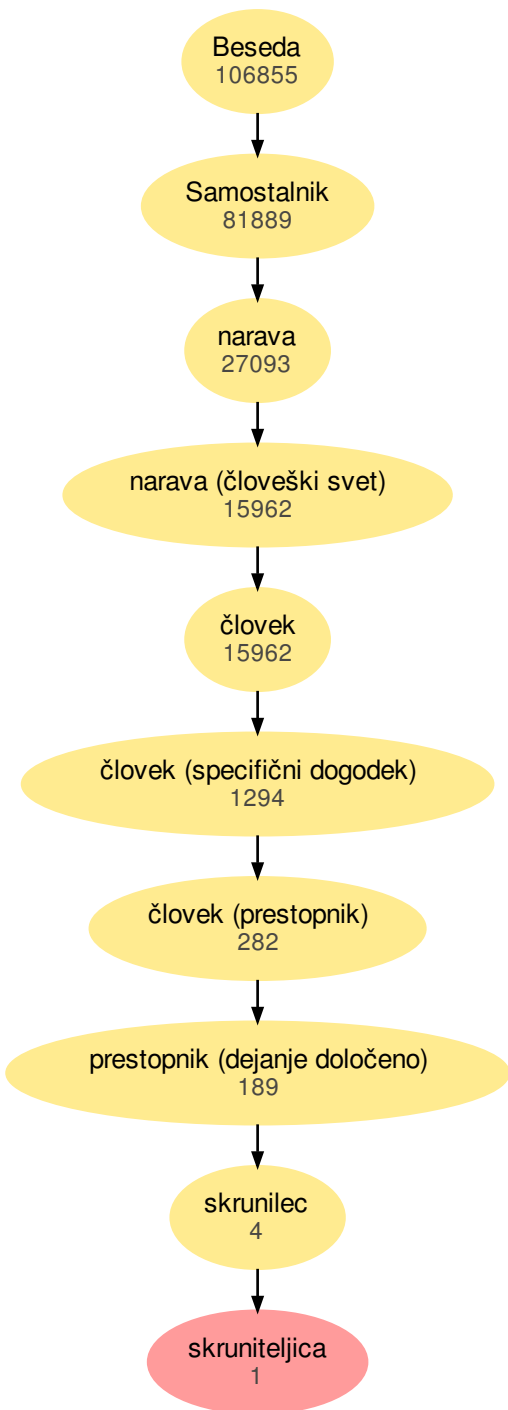 Beseda
106855
Samostalnik
81889
narava
27093
narava (človeški svet)
15962
človek
15962
človek (specifični dogodek)
1294
človek (prestopnik)
282
prestopnik (dejanje določeno)
189
skrunilec
4
skruniteljica
1